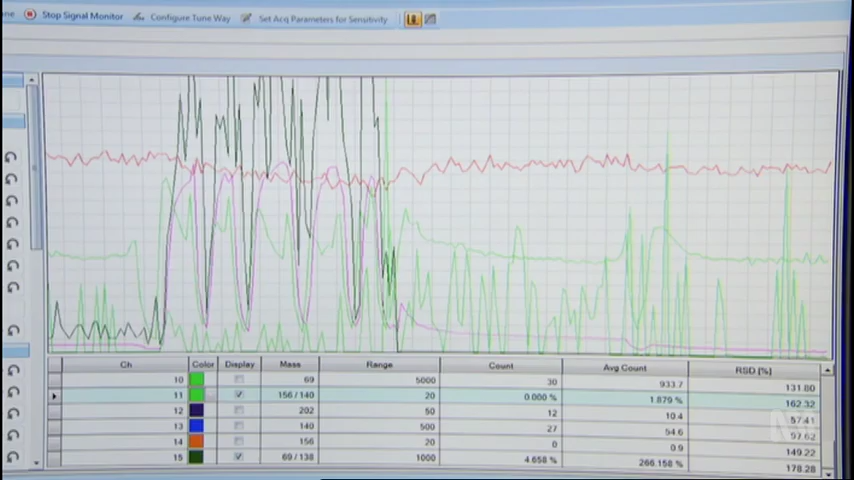 ne Stop Signal Monitor Configure Tune Way Set Acq Parameters for Sensitivity
Ch Color Display Mass Range Count Avg Count RSD [%]
10 69 5000 30 933.7 131.80
11 156 / 140 20 0.000 % 1.879 % 162.32
12 202 50 12 10.4 57.41
13 140 500 27 54.6 97.62
14 156 20 0 0.9 149.22
15 69 / 138 1000 4.658 % 266.158 % 178.28